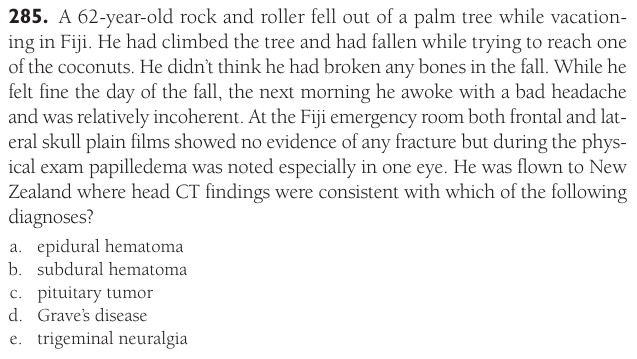 285. A 62-year-old rock and roller fell out of a palm tree while vacation-
ing in Fiji. He had climbed the tree and had fallen while trying to reach one
of the coconuts. He didn't think he had broken any bones in the fall. While he
felt fine the day of the fall, the next morning he awoke with a bad headache
and was relatively incoherent. At the Fiji emergency room both frontal and lat-
eral skull plain films showed no evidence of any fracture but during the phys-
ical exam papilledema was noted especially in one eye. He was flown to New
Zealand where head CT findings were consistent with which of the following
diagnoses?
a. epidural hematoma
b. subdural hematoma
c. pituitary tumor
d. Grave's disease
e. trigeminal neuralgia